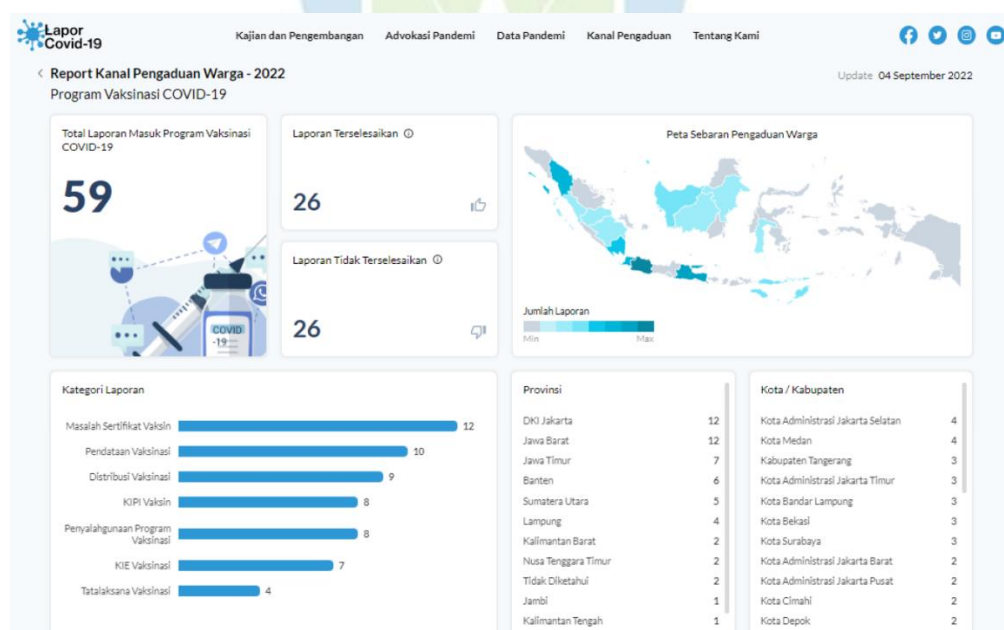 Lapor
Covid-19
Kajian dan Pengembangan Advokasi Pandemi Data Pandemi Kanal Pengaduan Tentang Kami
Report Kanal Pengaduan Warga - 2022
Update 04 September 2022
Program Vaksinasi COVID-19
Total Laporan Masuk Program Vaksinasi
COVID-19
59
COVID
-19
Laporan Terselesaikan
26
Laporan Tidak Terselesaikan
26
Peta Sebaran Pengaduan Warga
Jumlah Laporan
Min Max
Kategori Laporan
Masalah Sertifikat Vaksin 12
Pendataan Vaksinasi 10
Distribusi Vaksinasi 9
KIPI Vaksin 8
Penyalahgunaan Program
Vaksinasi 8
KIE Vaksinasi 7
Tatalaksana Vaksinasi 4
Provinsi
DKI Jakarta 12
Jawa Barat 12
Jawa Timur 7
Banten 6
Sumatera Utara 5
Lampung 4
Kalimantan Barat 2
Nusa Tenggara Timur 2
Tidak Diketahui 2
Jambi 1
Kalimantan Tengah 1
Kota / Kabupaten
Kota Administrasi Jakarta Selatan 4
Kota Medan 4
Kabupaten Tangerang 3
Kota Administrasi Jakarta Timur 3
Kota Bandar Lampung 3
Kota Bekasi 3
Kota Surabaya 3
Kota Administrasi Jakarta Barat 2
Kota Administrasi Jakarta Pusat 2
Kota Cimahi 2
Kota Depok 2